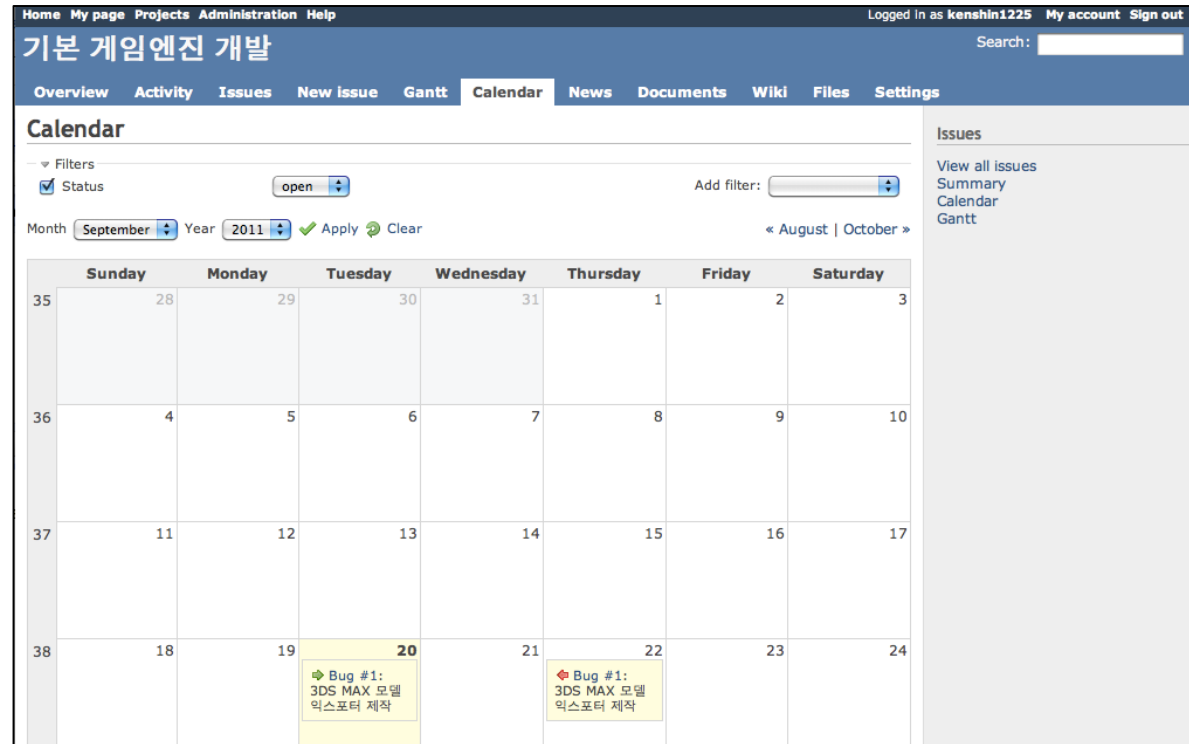 Home My page Projects Administration Help
Logged in as kenshin1225 My account Sign out
기본 게임엔진 개발
Search:
Overview Activity Issues New issue Gantt Calendar News Documents Wiki Files Settings
Calendar
Filters
Status open Add filter:
Month September Year 2011 Apply Clear
« August | October »
Sunday Monday Tuesday Wednesday Thursday Friday Saturday
35 28 29 30 31 1 2 3
36 4 5 6 7 8 9 10
37 11 12 13 14 15 16 17
38 18 19 20 21 22 23 24
Bug #1:
3DS MAX 모델
익스포터 제작
Bug #1:
3DS MAX 모델
익스포터 제작
Issues
View all issues
Summary
Calendar
Gantt